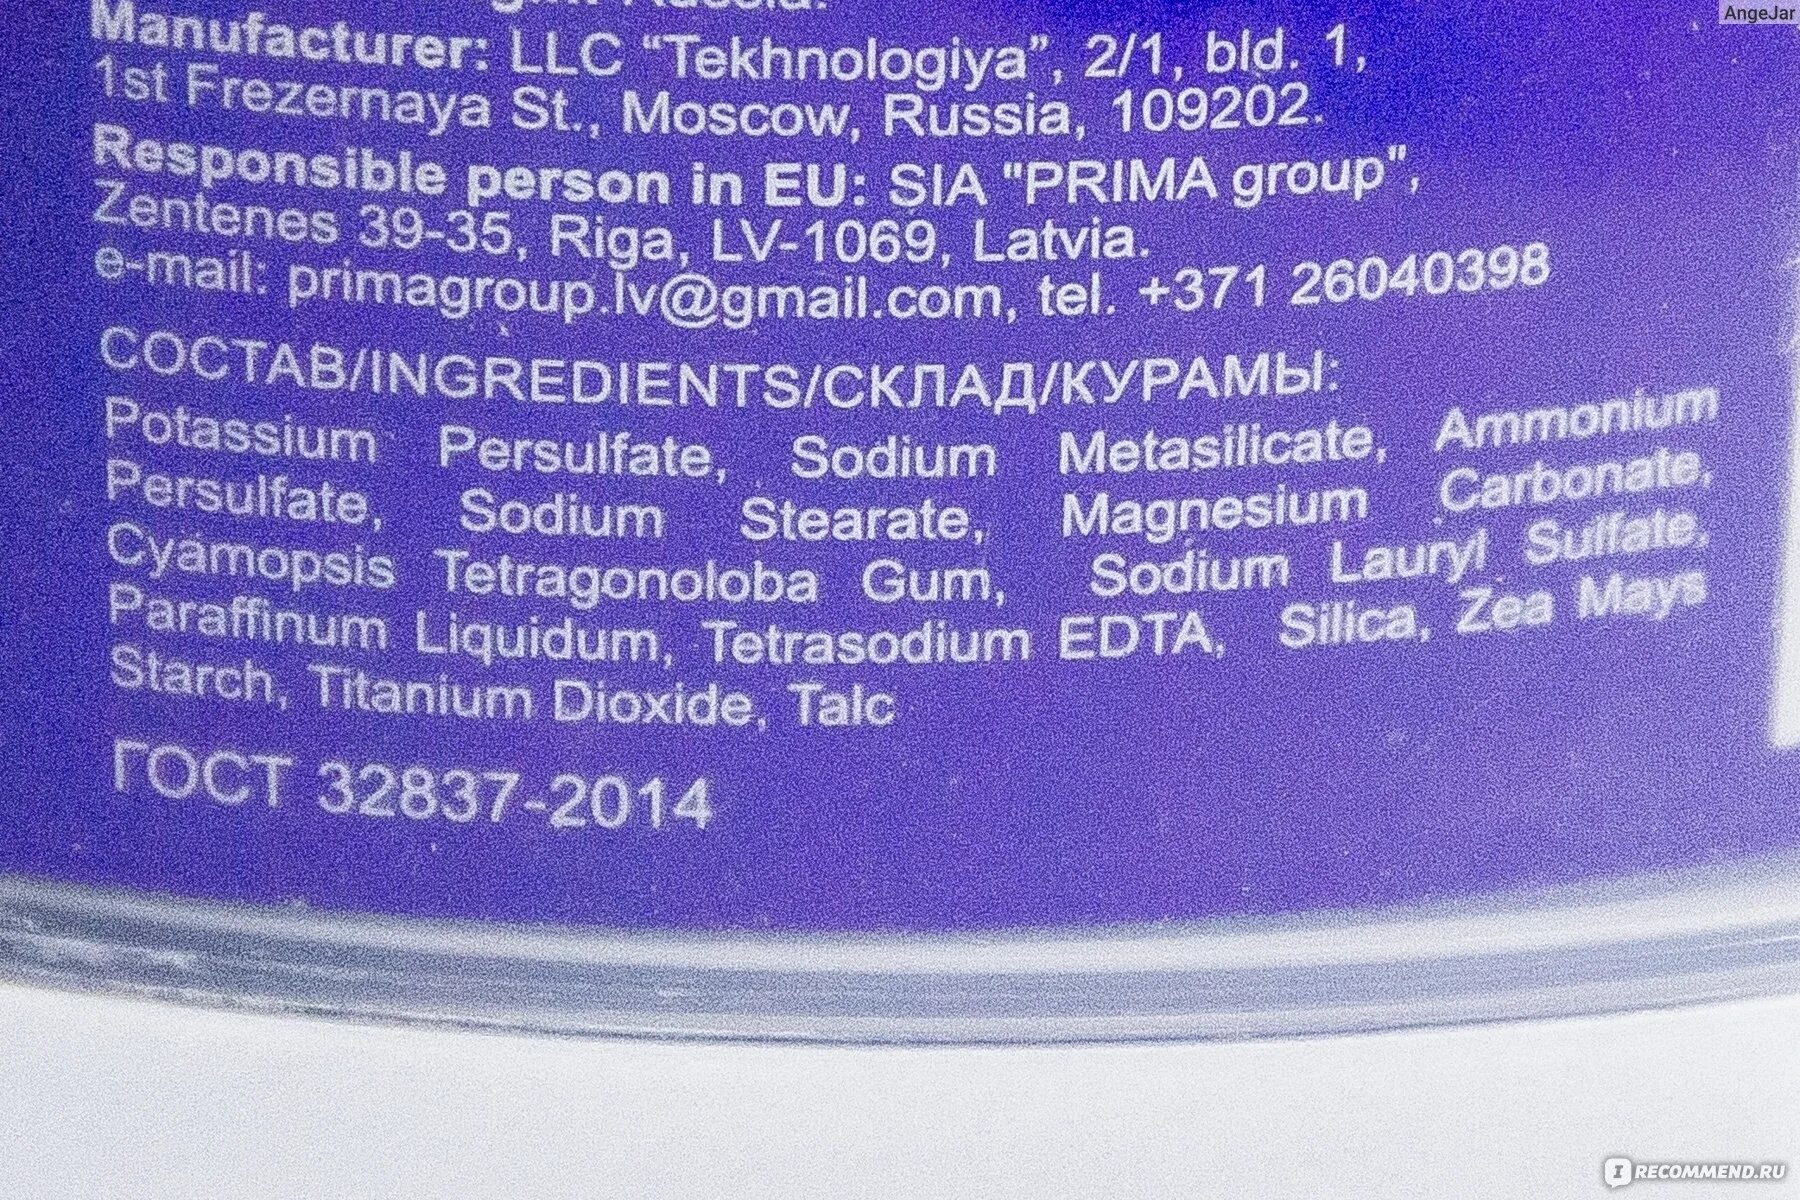 AngeJar
Russia.
Manufacturer: LLC “Tekhnologiya”, 2/1, bld. 1,
1st Frezernaya St., Moscow, Russia, 109202.
Responsible person in EU: SIA "PRIMA group",
Zentenes 39-35, Riga, LV-1069, Latvia.
e-mail: primagroup.lv@gmail.com, tel. +371 26040398
СОСТАВ/INGREDIENTS/СКЛАД/КУРАМЫ:
Potassium Persulfate, Sodium Metasilicate, Ammonium
Persulfate, Sodium Stearate, Magnesium Carbonate,
Cyamopsis Tetragonoloba Gum, Sodium Lauryl Sulfate,
Paraffinum Liquidum, Tetrasodium EDTA, Silica, Zea Mays
Starch, Titanium Dioxide, Talc
ГОСТ 32837-2014
IRECOMMEND.RU